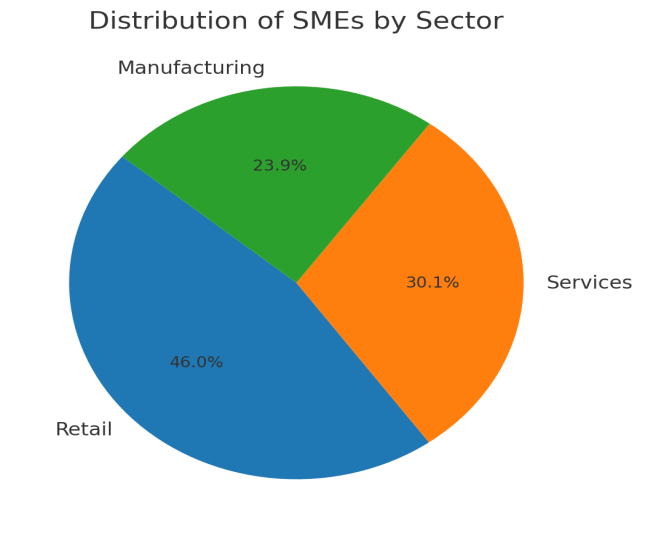 Distribution of SMEs by Sector
Manufacturing
23.9%
30.1%
Services
46.0%
Retail